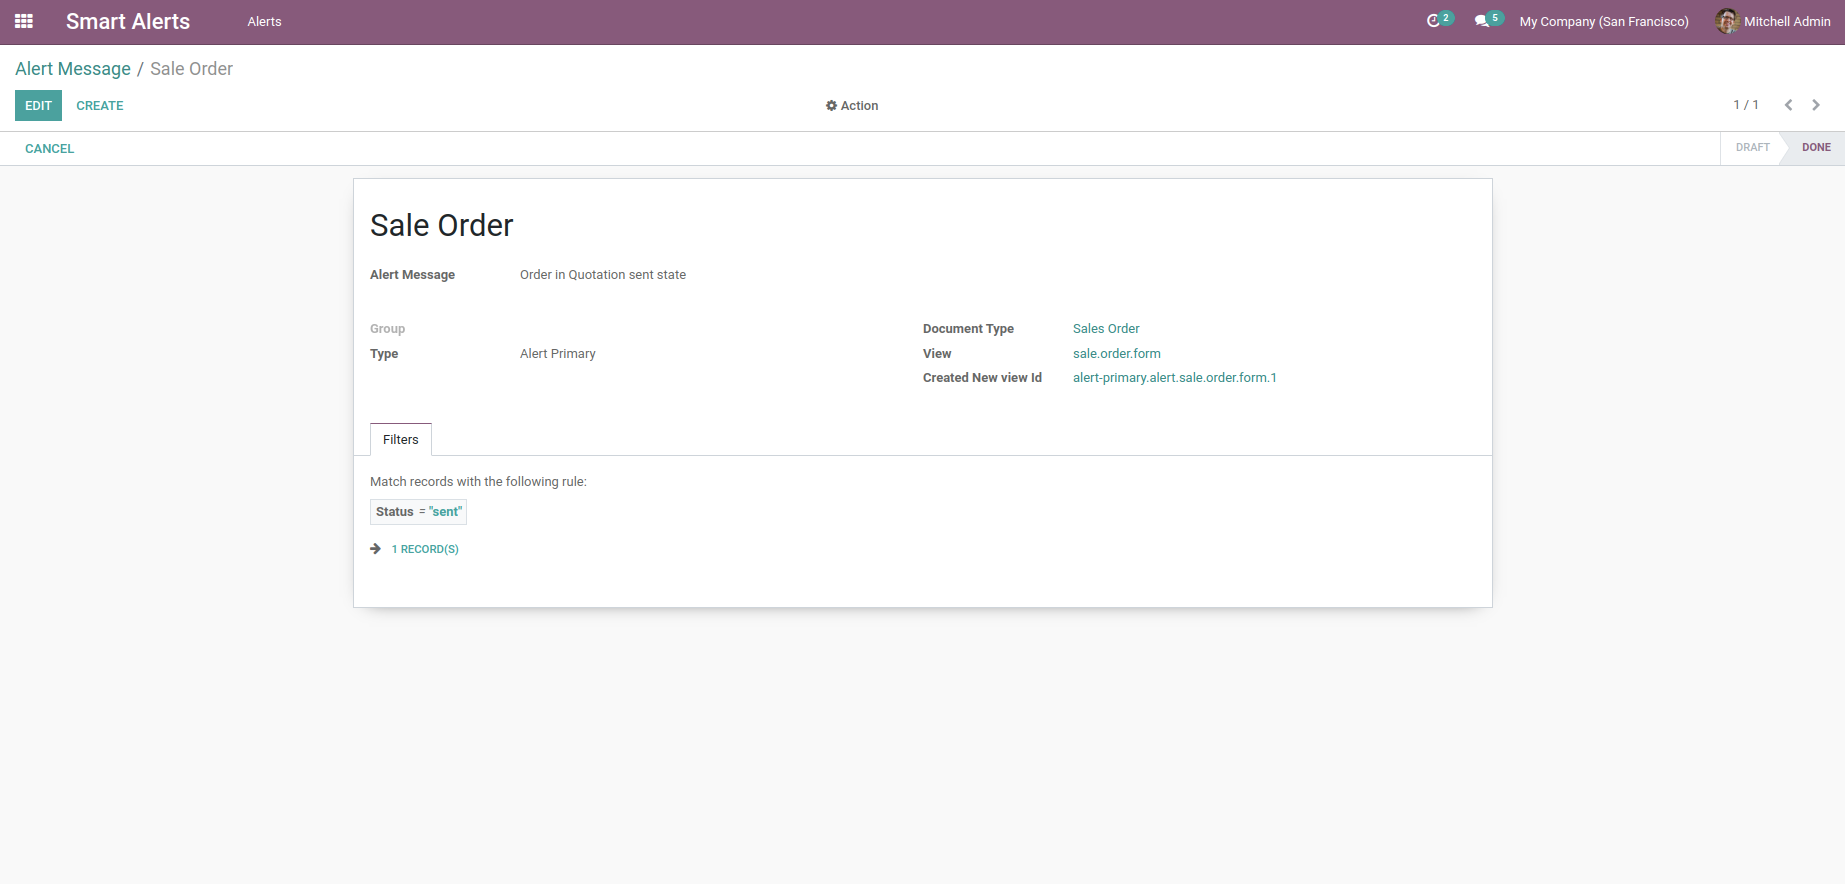 Smart Alerts Alerts 2 5 My Company (San Francisco) Mitchell Admin
Alert Message / Sale Order
EDIT CREATE Action 1 / 1
CANCEL DRAFT DONE
Sale Order
Alert Message Order in Quotation sent state
Group Document Type Sales Order
Type Alert Primary View sale.order.form
Created New view Id alert-primary.alert.sale.order.form.1
Filters
Match records with the following rule:
Status = "sent"
1 RECORD(S)